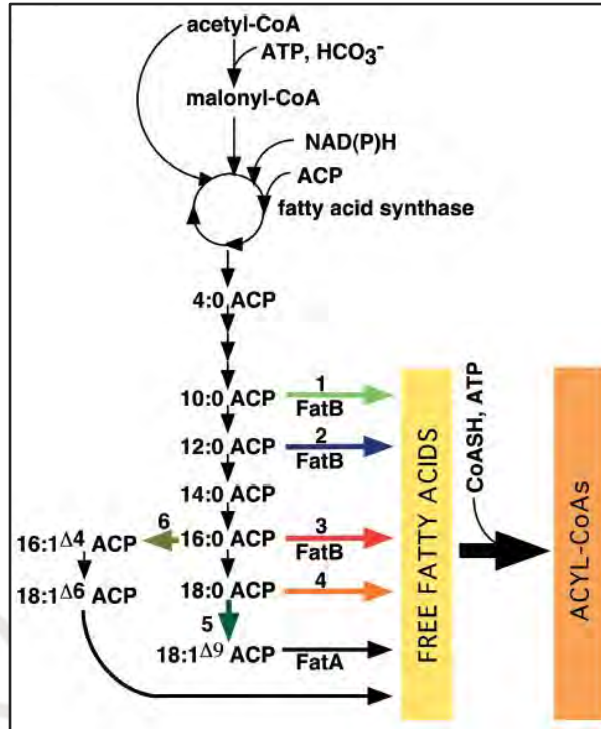 acetyl-CoA
ATP, HCO₃⁻
malonyl-CoA
NAD(P)H
ACP
fatty acid synthase
4:0 ACP
10:0 ACP
1
FatB
12:0 ACP
2
FatB
14:0 ACP
16:1Δ4 ACP
6
16:0 ACP
3
FatB
18:1Δ6 ACP
18:0 ACP
4
5
18:1Δ9 ACP
FatA
FREE FATTY ACIDS
CoASH, ATP
ACYL-CoAs